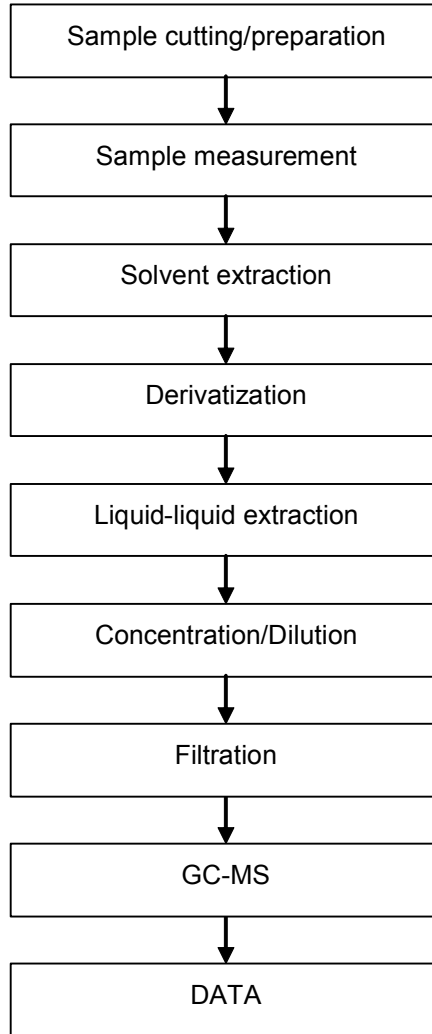 Sample cutting/preparation
Sample measurement
Solvent extraction
Derivatization
Liquid-liquid extraction
Concentration/Dilution
Filtration
GC-MS
DATA